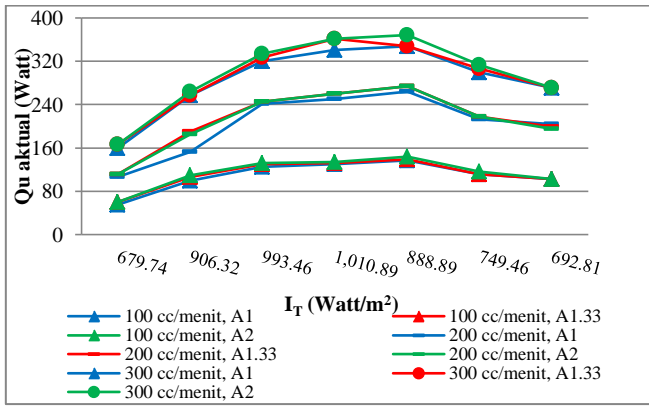 400
320
240
160
80
0
Qu aktual (Watt)
679.74 906.32 993.46 1,010.89 888.89 749.46 692.81
I_T (Watt/m²)
100 cc/menit, A1 100 cc/menit, A1.33
100 cc/menit, A2 200 cc/menit, A1
200 cc/menit, A1.33 200 cc/menit, A2
300 cc/menit, A1 300 cc/menit, A1.33
300 cc/menit, A2